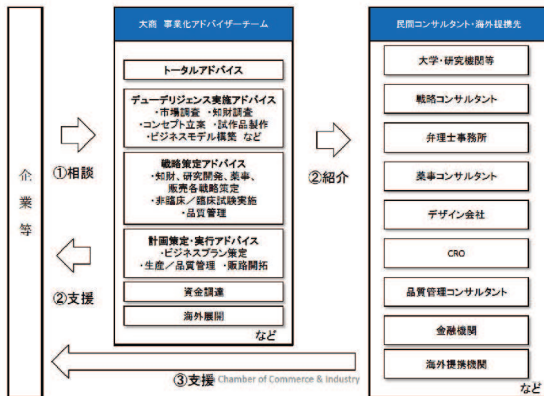 企業等
①相談
②支援
大商 事業化アドバイザーチーム
トータルアドバイス
デューデリジェンス実施アドバイス
・市場調査 ・知財調査
・コンセプト立案 ・試作品製作
・ビジネスモデル構築 など
戦略策定アドバイス
・知財、研究開発、薬事、
販売各戦略策定
・非臨床／臨床試験実施
・品質管理
計画策定・実行アドバイス
・ビジネスプラン策定
・生産／品質管理 ・販路開拓
資金調達
海外展開
など
②紹介
民間コンサルタント・海外提携先
大学・研究機関等
戦略コンサルタント
弁理士事務所
薬事コンサルタント
デザイン会社
CRO
品質管理コンサルタント
金融機関
海外提携機関
など
③支援
Chamber of Commerce & Industry